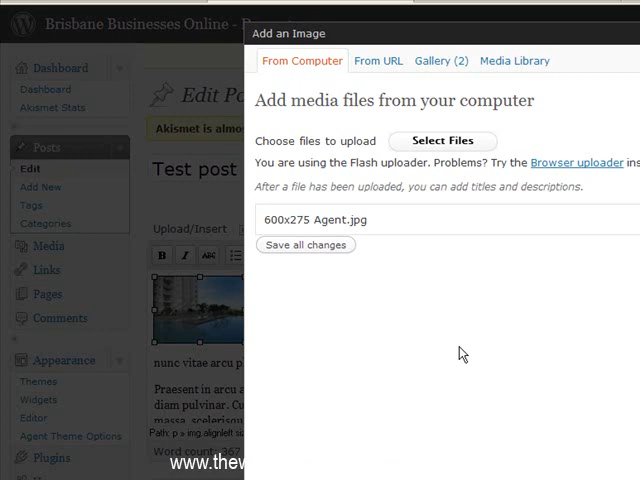 Brisbane Businesses Online -
Add an Image
From Computer From URL Gallery (2) Media Library
Add media files from your computer
Choose files to upload Select Files
You are using the Flash uploader. Problems? Try the Browser uploader
After a file has been uploaded, you can add titles and descriptions.
600x275 Agent.jpg
Save all changes
Dashboard
Dashboard
Akismet Stats
Posts
Edit
Add New
Tags
Categories
Media
Links
Pages
Comments
Appearance
Themes
Widgets
Editor
Agent Theme Options
Plugins
Edit
Akismet is
Test post
Upload/Insert
B I ABC
nunc vitae arcu
Praesent in arcu
diam pulvinar.
massa, scelerisqu
Path: p » img.alignleft
Word count: 367
www.thew